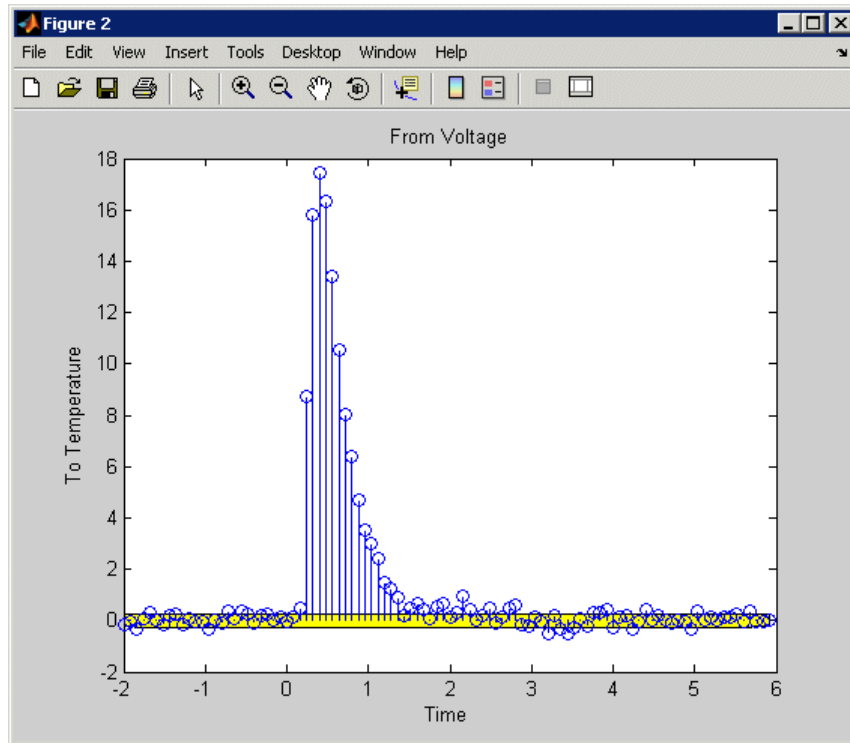 Figure 2
File Edit View Insert Tools Desktop Window Help
From Voltage
18
16
14
12
10
8
6
4
2
0
-2
To Temperature
-2 -1 0 1 2 3 4 5 6
Time